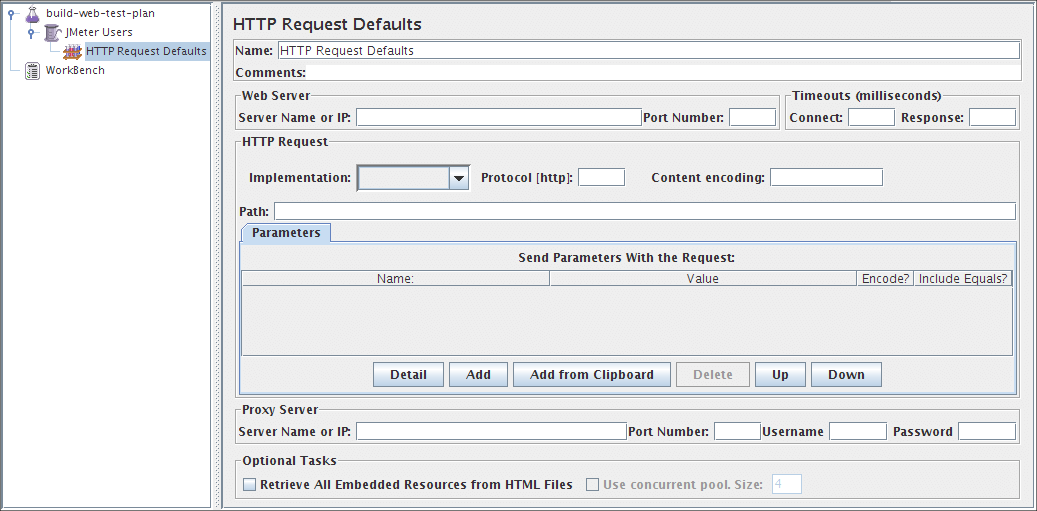 build-web-test-plan
JMeter Users
HTTP Request Defaults
WorkBench
HTTP Request Defaults
Name: HTTP Request Defaults
Comments:
Web Server
Server Name or IP: Port Number:
Timeouts (milliseconds)
Connect: Response:
HTTP Request
Implementation: Protocol [http]: Content encoding:
Path:
Parameters
Send Parameters With the Request:
Name: Value Encode? Include Equals?
Detail Add Add from Clipboard Delete Up Down
Proxy Server
Server Name or IP: Port Number: Username Password
Optional Tasks
Retrieve All Embedded Resources from HTML Files Use concurrent pool. Size: 4